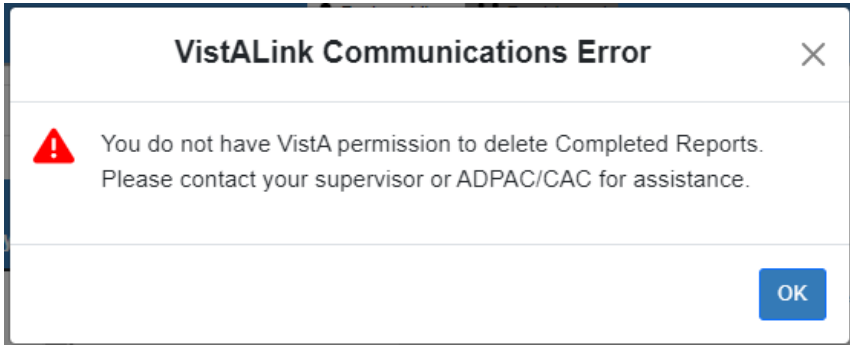 VistALink Communications Error
You do not have VistA permission to delete Completed Reports.
Please contact your supervisor or ADPAC/CAC for assistance.
OK